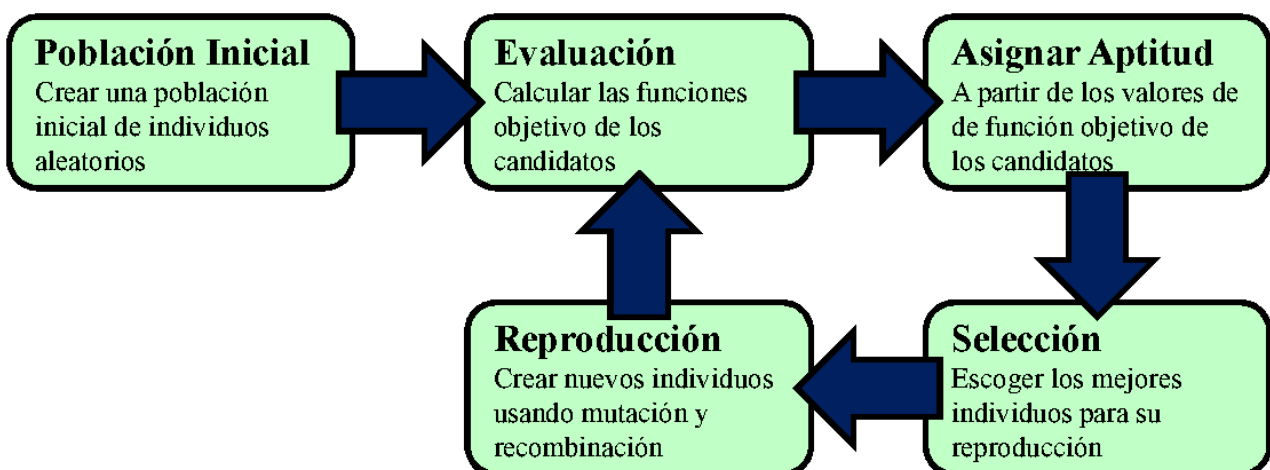 Población Inicial
Crear una población
inicial de individuos
aleatorios
Evaluación
Calcular las funciones
objetivo de los
candidatos
Asignar Aptitud
A partir de los valores de
de función objetivo de
los candidatos
Reproducción
Crear nuevos individuos
usando mutación y
recombinación
Selección
Escoger los mejores
individuos para su
reproducción